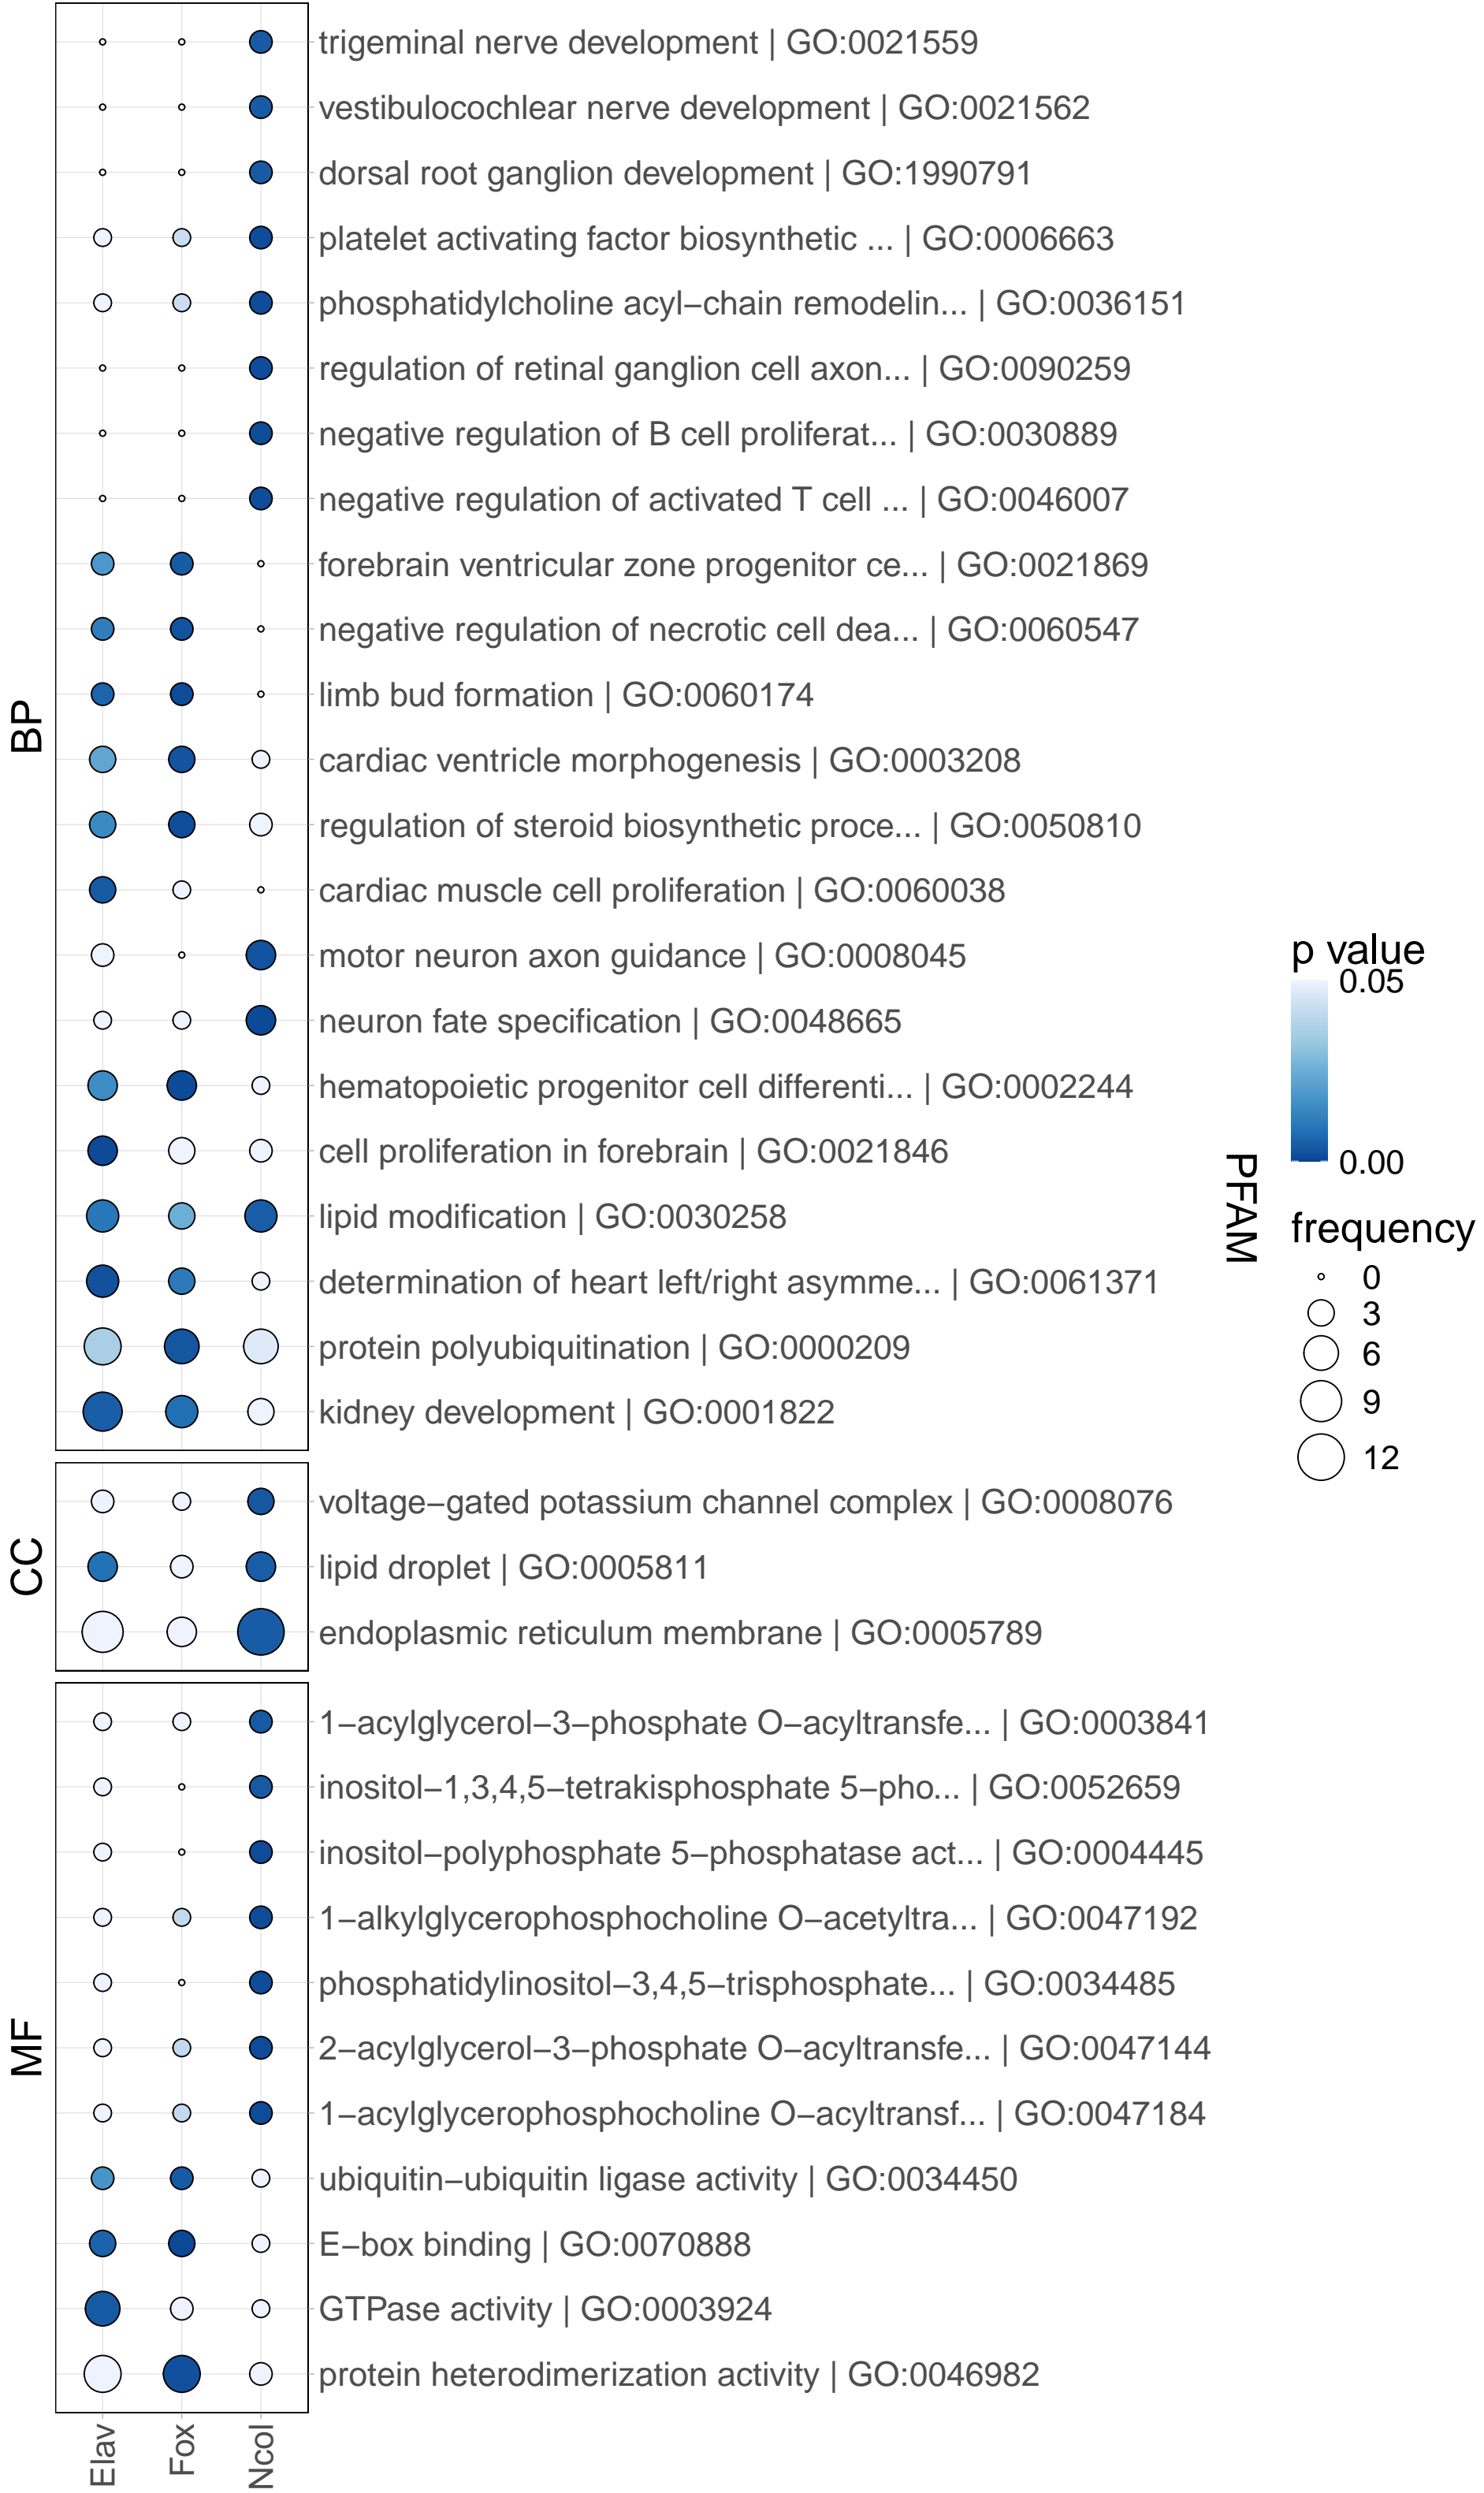 BP
trigeminal nerve development | GO:0021559
vestibulocochlear nerve development | GO:0021562
dorsal root ganglion development | GO:1990791
platelet activating factor biosynthetic ... | GO:0006663
phosphatidylcholine acyl−chain remodelin... | GO:0036151
regulation of retinal ganglion cell axon... | GO:0090259
negative regulation of B cell proliferat... | GO:0030889
negative regulation of activated T cell ... | GO:0046007
forebrain ventricular zone progenitor ce... | GO:0021869
negative regulation of necrotic cell dea... | GO:0060547
limb bud formation | GO:0060174
cardiac ventricle morphogenesis | GO:0003208
regulation of steroid biosynthetic proce... | GO:0050810
cardiac muscle cell proliferation | GO:0060038
motor neuron axon guidance | GO:0008045
neuron fate specification | GO:0048665
hematopoietic progenitor cell differenti... | GO:0002244
cell proliferation in forebrain | GO:0021846
lipid modification | GO:0030258
determination of heart left/right asymme... | GO:0061371
protein polyubiquitination | GO:0000209
kidney development | GO:0001822
CC
voltage−gated potassium channel complex | GO:0008076
lipid droplet | GO:0005811
endoplasmic reticulum membrane | GO:0005789
MF
1−acylglycerol−3−phosphate O−acyltransfe... | GO:0003841
inositol−1,3,4,5−tetrakisphosphate 5−pho... | GO:0052659
inositol−polyphosphate 5−phosphatase act... | GO:0004445
1−alkylglycerophosphocholine O−acetyltra... | GO:0047192
phosphatidylinositol−3,4,5−trisphosphate... | GO:0034485
2−acylglycerol−3−phosphate O−acyltransfe... | GO:0047144
1−acylglycerophosphocholine O−acyltransf... | GO:0047184
ubiquitin−ubiquitin ligase activity | GO:0034450
E−box binding | GO:0070888
GTPase activity | GO:0003924
protein heterodimerization activity | GO:0046982
Elav
Fox
Ncol
PFAM
p value
0.05
0.00
frequency
0
3
6
9
12